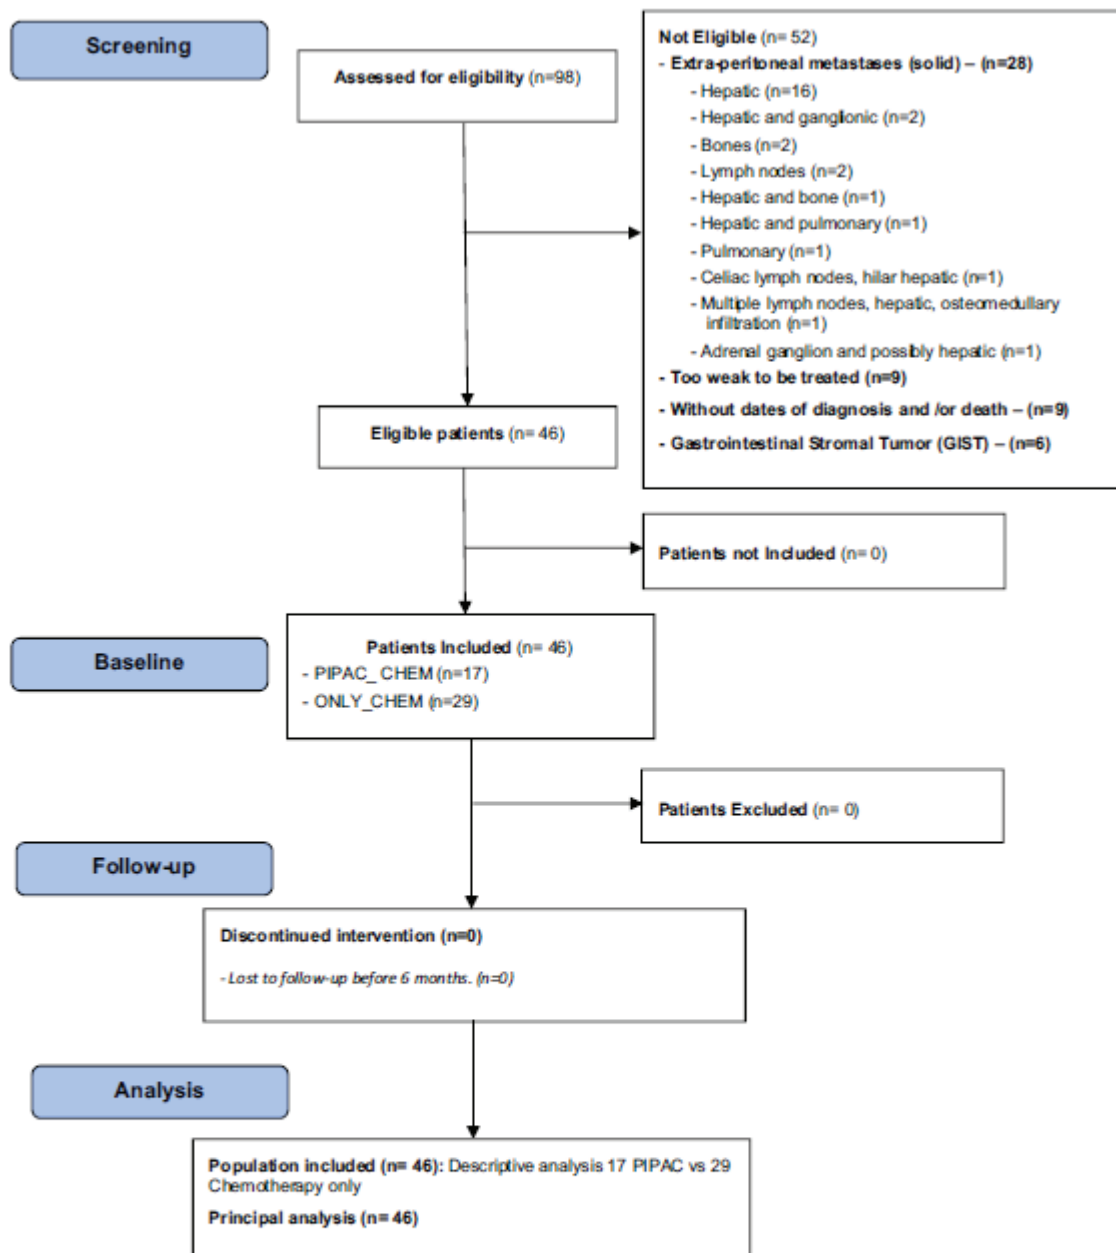 Screening
Assessed for eligibility (n=98)
Not Eligible (n= 52)
- Extra-peritoneal metastases (solid) – (n=28)
- Hepatic (n=16)
- Hepatic and ganglionic (n=2)
- Bones (n=2)
- Lymph nodes (n=2)
- Hepatic and bone (n=1)
- Hepatic and pulmonary (n=1)
- Pulmonary (n=1)
- Celiac lymph nodes, hilar hepatic (n=1)
- Multiple lymph nodes, hepatic, osteomedullary
infiltration (n=1)
- Adrenal ganglion and possibly hepatic (n=1)
- Too weak to be treated (n=9)
- Without dates of diagnosis and /or death – (n=9)
- Gastrointestinal Stromal Tumor (GIST) – (n=6)
Eligible patients (n= 46)
Patients not Included (n= 0)
Baseline
Patients Included (n= 46)
- PIPAC_ CHEM (n=17)
- ONLY_CHEM (n=29)
Patients Excluded (n= 0)
Follow-up
Discontinued intervention (n=0)
- Lost to follow-up before 6 months. (n=0)
Analysis
Population included (n= 46): Descriptive analysis 17 PIPAC vs 29
Chemotherapy only
Principal analysis (n= 46)